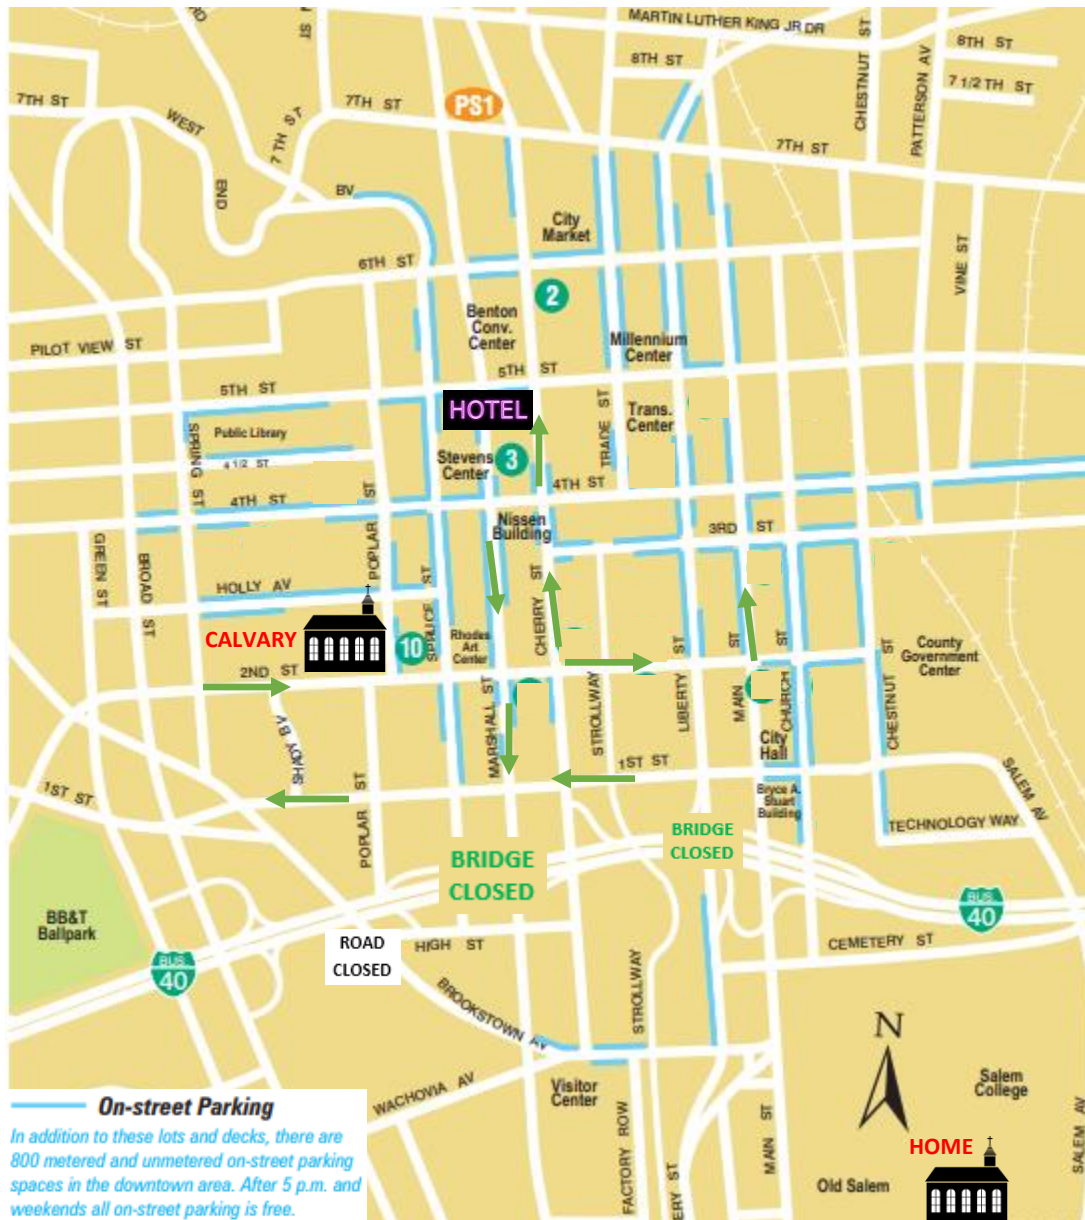 MARTIN LUTHER KING JR DR
RD
N ST
CHESTNUT ST
PATTERSON AV
8TH ST
8TH ST
7 1/2 TH ST
7TH ST
7TH ST
PS1
WEST
END
BV
7TH ST
7TH ST
City
Market
6TH ST
VINE ST
2
Benton
Conv.
Center
PILOT VIEW ST
Millennium
Center
5TH ST
5TH ST
HOTEL
TRADE ST
Trans.
Center
Public Library
SPRING ST
4 1/2 ST
Stevens
Center
3
4TH ST
4TH ST
POPLAR ST
Nissen
Building
3RD ST
GREEN ST
BROAD ST
HOLLY AV
SPRUCE ST
CHERRY ST
CALVARY
10
Rhodes
Art
Center
2ND ST
County
Government
Center
MARSHALL ST
STROLLWAY
LIBERTY ST
MAIN ST
CHURCH ST
CHESTNUT ST
SHADY BV
City
Hall
1ST ST
1ST ST
POPLAR ST
Bryce A.
Stuart
Building
SALEM AV
TECHNOLOGY WAY
BRIDGE
CLOSED
BRIDGE
CLOSED
BUS.
40
BB&T
Ballpark
ROAD
CLOSED
HIGH ST
CEMETERY ST
BUS.
40
BROOKSTOWN AV
STROLLWAY
N
WACHOVIA AV
Visitor
Center
Salem
College
FACTORY ROW
ERY ST
MAIN ST
SALEM AV
HOME
Old Salem
On-street Parking
In addition to these lots and decks, there are
800 metered and unmetered on-street parking
spaces in the downtown area. After 5 p.m. and
weekends all on-street parking is free.